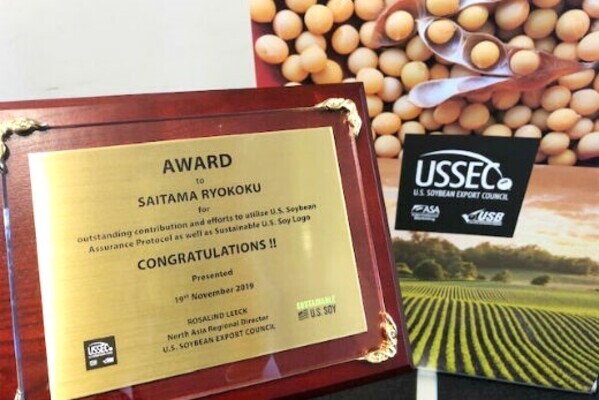 AWARD
to
SAITAMA RYOKOKU
for
outstanding contribution and efforts to utilise U.S. Soybean
Assurance Protocol as well as Sustainable U.S. Soy Logo
CONGRATULATIONS !!
Presented
19th November 2019
ROSALIND LEECK
North Asia Regional Director
U.S. SOYBEAN EXPORT COUNCIL
USSEC
SUSTAINABLE
U.S. SOY
USSEC
U.S. SOYBEAN EXPORT COUNCIL
ASA
USB